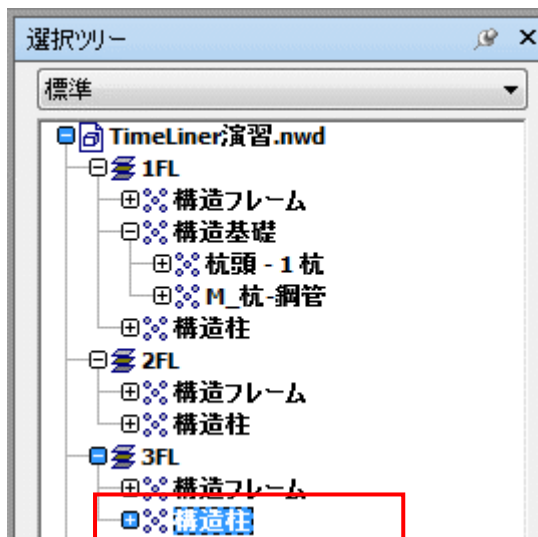 選択ツリー
標準
TimeLiner演習.nwd
1FL
構造フレーム
構造基礎
杭頭 - 1 杭
M_杭-鋼管
構造柱
2FL
構造フレーム
構造柱
3FL
構造フレーム
構造柱